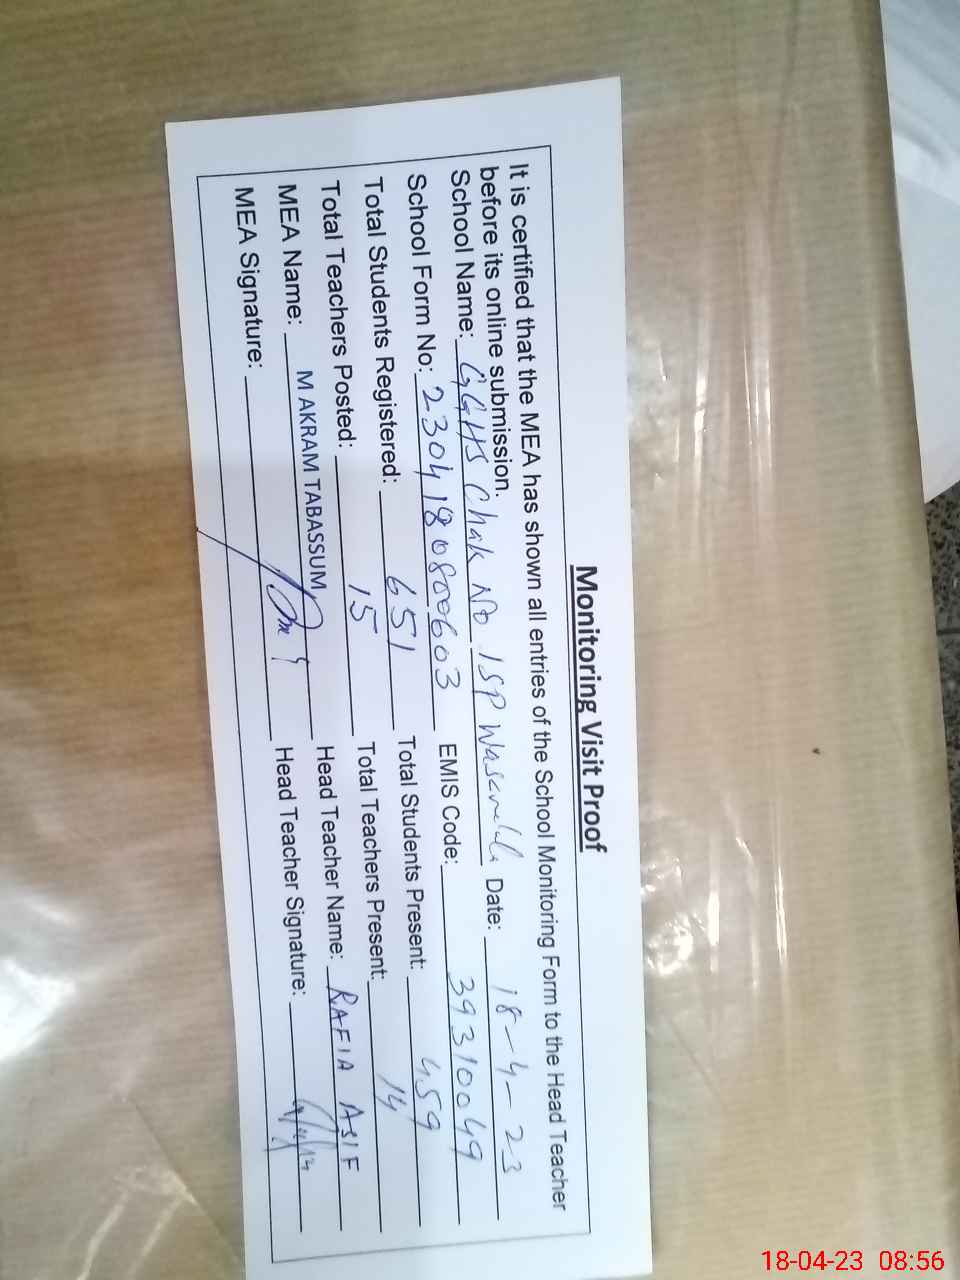 Monitoring Visit Proof
It is certified that the MEA has shown all entries of the School Monitoring Form to the Head Teacher
before its online submission.
School Name: GGHS Chak No 15P Date: 18-4-23
School Form No: 2304180800603 EMIS Code: 39310049
Total Students Registered: 651 Total Students Present: 459
Total Teachers Posted: 15 Total Teachers Present: 14
MEA Name: M AKRAM TABASSUM Head Teacher Name: RAFIA ASIF
MEA Signature: Head Teacher Signature:
18-04-23 08:56